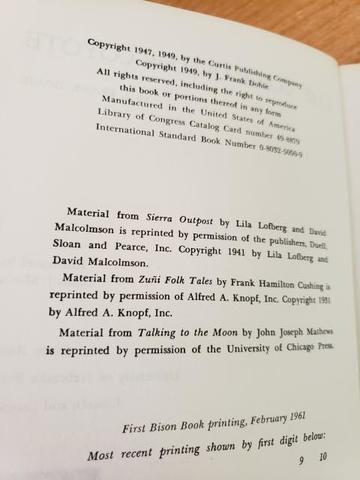 Copyright 1947, 1949, by the Curtis Publishing Company
Copyright 1949, by J. Frank Dobie
All rights reserved, including the right to reproduce
this book or portions thereof in any form
Manufactured in the United States of America
Library of Congress Catalog Card number 49-8879
International Standard Book Number 0-8032-5050-9
Material from Sierra Outpost by Lila Lofberg and David
Malcolmson is reprinted by permission of the publishers, Duell,
Sloan and Pearce, Inc. Copyright 1941 by Lila Lofberg and
David Malcolmson.
Material from Zuñi Folk Tales by Frank Hamilton Cushing is
reprinted by permission of Alfred A. Knopf, Inc. Copyright 1931
by Alfred A. Knopf, Inc.
Material from Talking to the Moon by John Joseph Mathews
is reprinted by permission of the University of Chicago Press.
First Bison Book printing, February 1961
Most recent printing shown by first digit below:
9 10